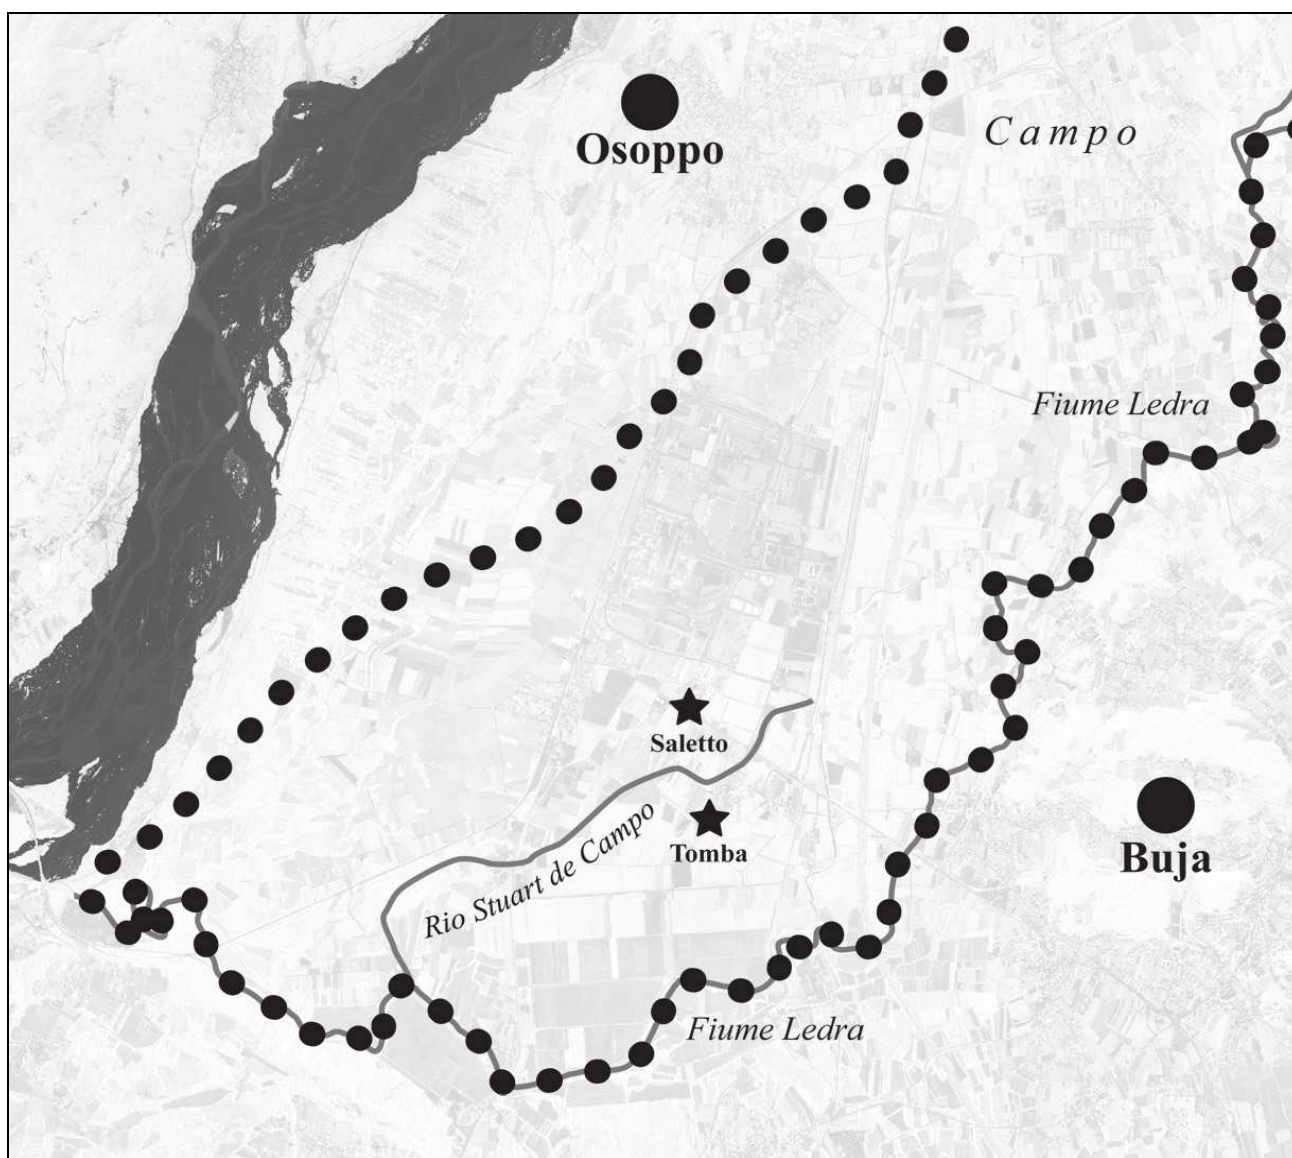 Campo
Osoppo
Fiume Ledra
Saletto
Rio Stuart de Campo
Tomba
Buja
Fiume Ledra